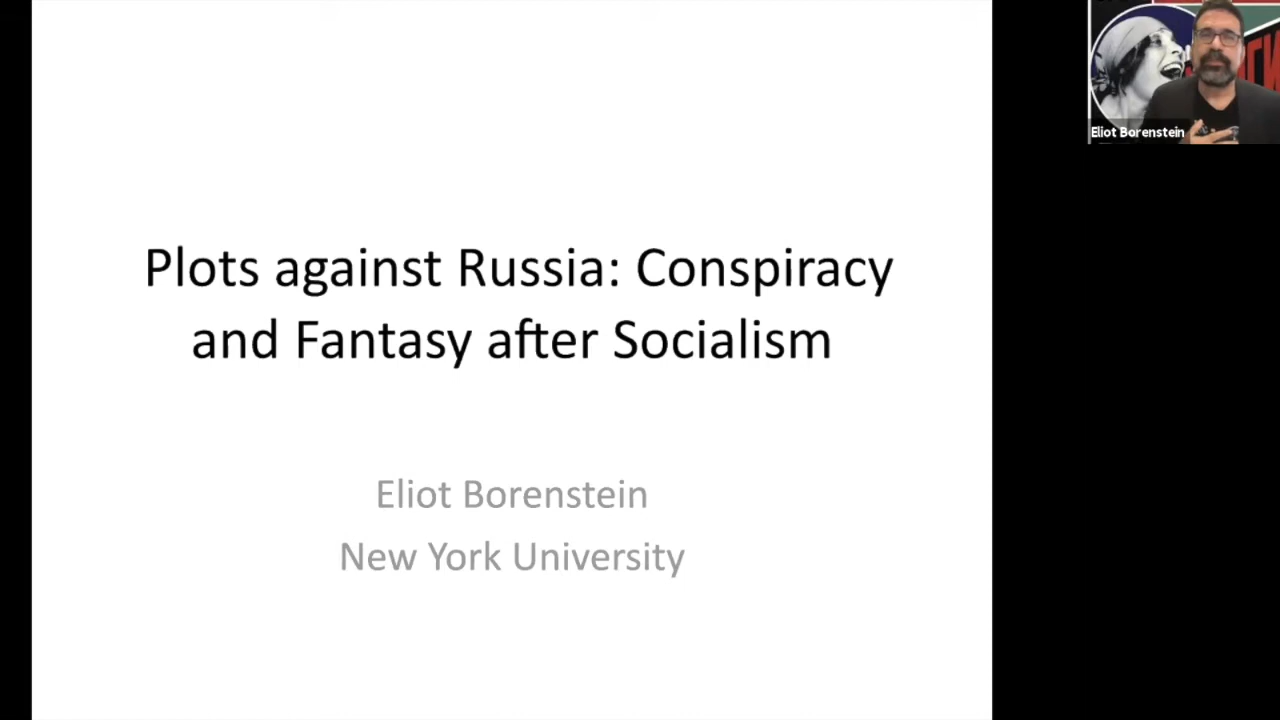 Plots against Russia: Conspiracy
and Fantasy after Socialism
Eliot Borenstein
New York University
Eliot Borenstein